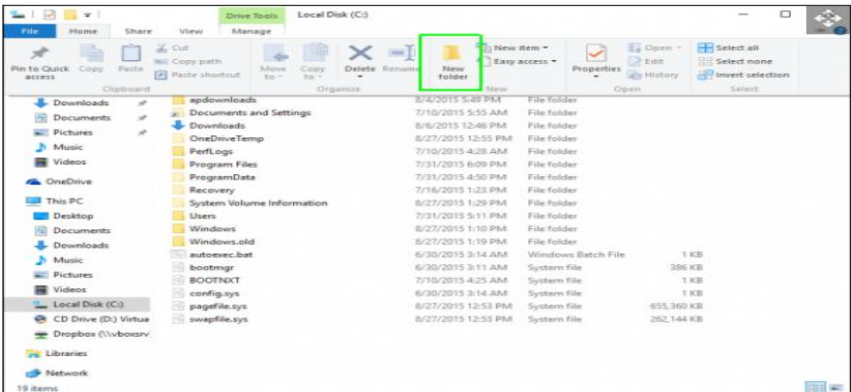 Drive Tools Local Disk (C:)
File Home Share View Manage
Pin to Quick access
Copy
Paste
Cut
Copy path
Paste shortcut
Move to
Copy to
Delete
Rename
New folder
New item
Easy access
Properties
Open
Edit
History
Select all
Select none
Invert selection
Clipboard Organize New Open Select
Downloads
Documents
Pictures
Music
Videos
OneDrive
This PC
Desktop
Documents
Downloads
Music
Pictures
Videos
Local Disk (C:)
CD Drive (D:) Virtua
Dropbox (\\vboxsrv
Libraries
Network
apdownloads 8/4/2015 5:49 PM File folder
Documents and Settings 7/10/2015 5:55 AM File folder
Downloads 8/6/2015 12:46 PM File folder
OneDriveTemp 8/27/2015 12:55 PM File folder
PerfLogs 7/10/2015 4:28 AM File folder
Program Files 7/31/2015 6:09 PM File folder
ProgramData 7/31/2015 4:50 PM File folder
Recovery 7/16/2015 1:23 PM File folder
System Volume Information 8/27/2015 1:29 PM File folder
Users 7/31/2015 5:11 PM File folder
Windows 8/27/2015 1:10 PM File folder
Windows.old 8/27/2015 1:19 PM File folder
autoexec.bat 6/30/2015 3:14 AM Windows Batch File 1 KB
bootmgr 6/30/2015 3:11 AM System file 386 KB
BOOTNXT 7/10/2015 4:25 AM System file 1 KB
config.sys 6/30/2015 3:14 AM System file 1 KB
pagefile.sys 8/27/2015 12:53 PM System file 655,360 KB
swapfile.sys 8/27/2015 12:53 PM System file 262,144 KB
19 items